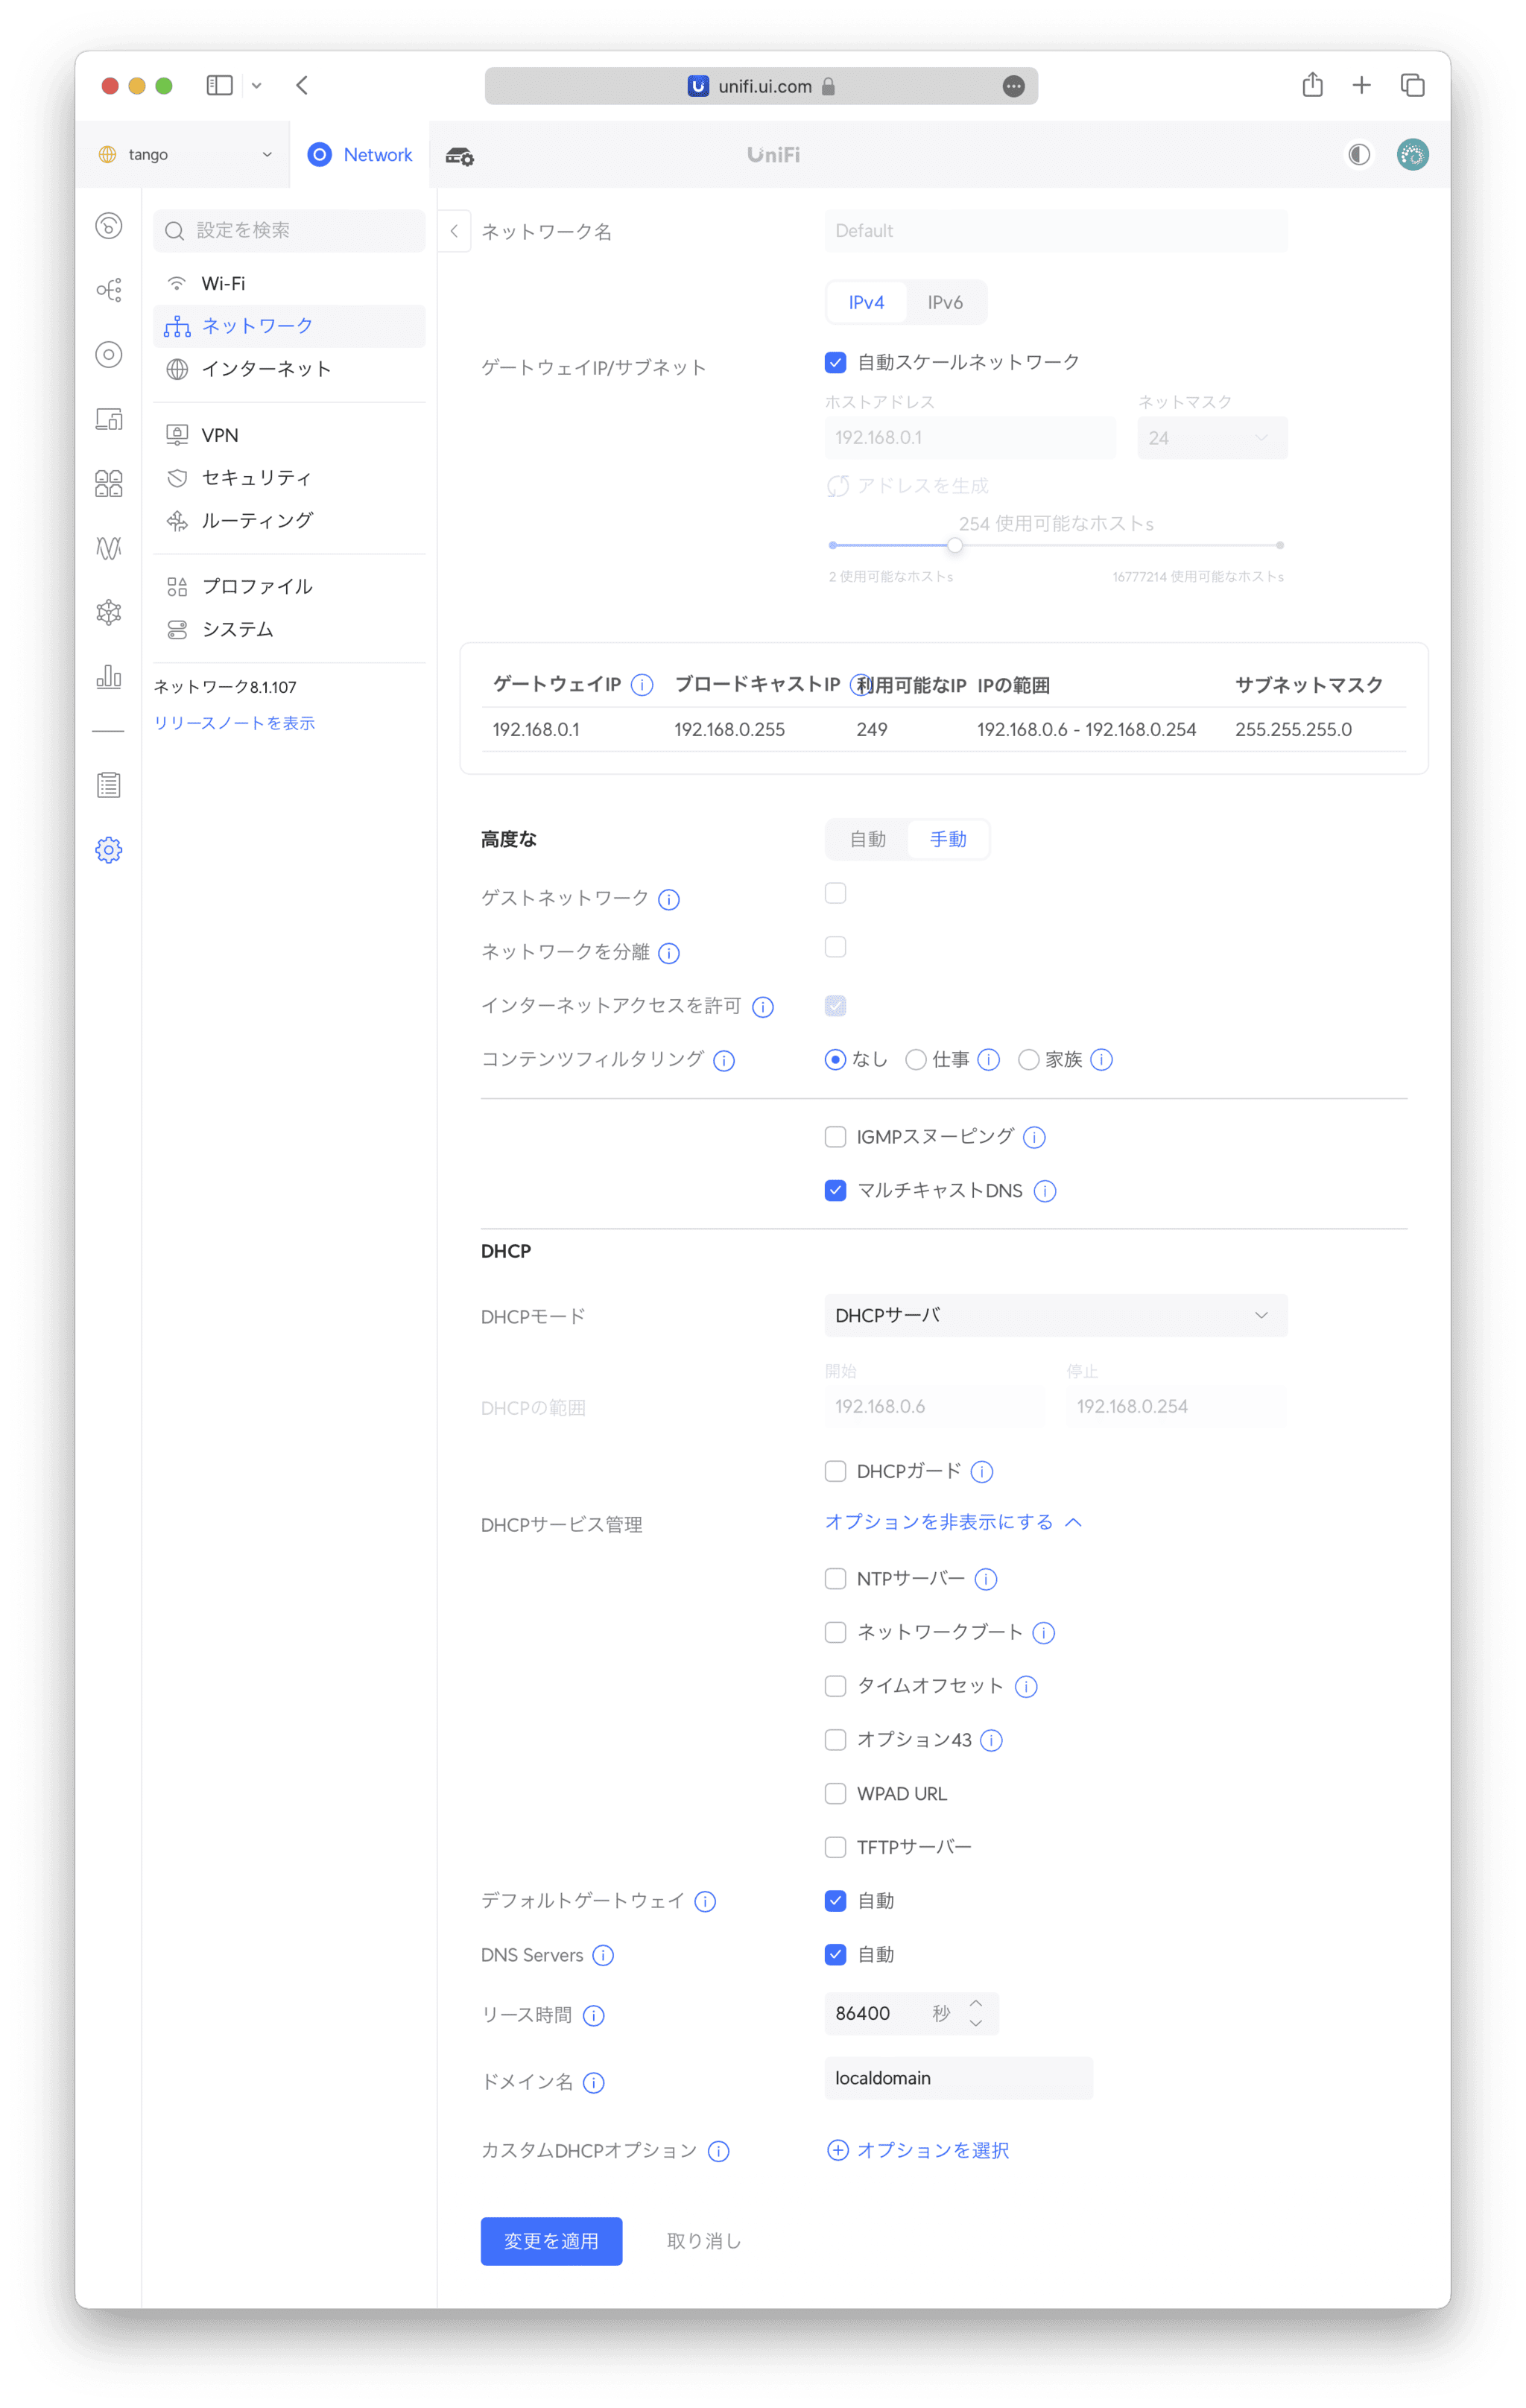 unifi.ui.com
tango
Network
UniFi
設定を検索
Wi-Fi
ネットワーク
インターネット
VPN
セキュリティ
ルーティング
プロファイル
システム
ネットワーク8.1.107
リリースノートを表示
ネットワーク名
Default
IPv4 IPv6
ゲートウェイIP/サブネット
自動スケールネットワーク
ホストアドレス ネットマスク
192.168.0.1 24
アドレスを生成
254 使用可能なホストs
2 使用可能なホストs 16777214 使用可能なホストs
ゲートウェイIP ブロードキャストIP 利用可能なIP IPの範囲 サブネットマスク
192.168.0.1 192.168.0.255 249 192.168.0.6 - 192.168.0.254 255.255.255.0
高度な 自動 手動
ゲストネットワーク
ネットワークを分離
インターネットアクセスを許可
コンテンツフィルタリング なし 仕事 家族
IGMPスヌーピング
マルチキャストDNS
DHCP
DHCPモード DHCPサーバ
開始 停止
DHCPの範囲 192.168.0.6 192.168.0.254
DHCPガード
DHCPサービス管理 オプションを非表示にする
NTPサーバー
ネットワークブート
タイムオフセット
オプション43
WPAD URL
TFTPサーバー
デフォルトゲートウェイ 自動
DNS Servers 自動
リース時間 86400 秒
ドメイン名 localdomain
カスタムDHCPオプション オプションを選択
変更を適用 取り消し